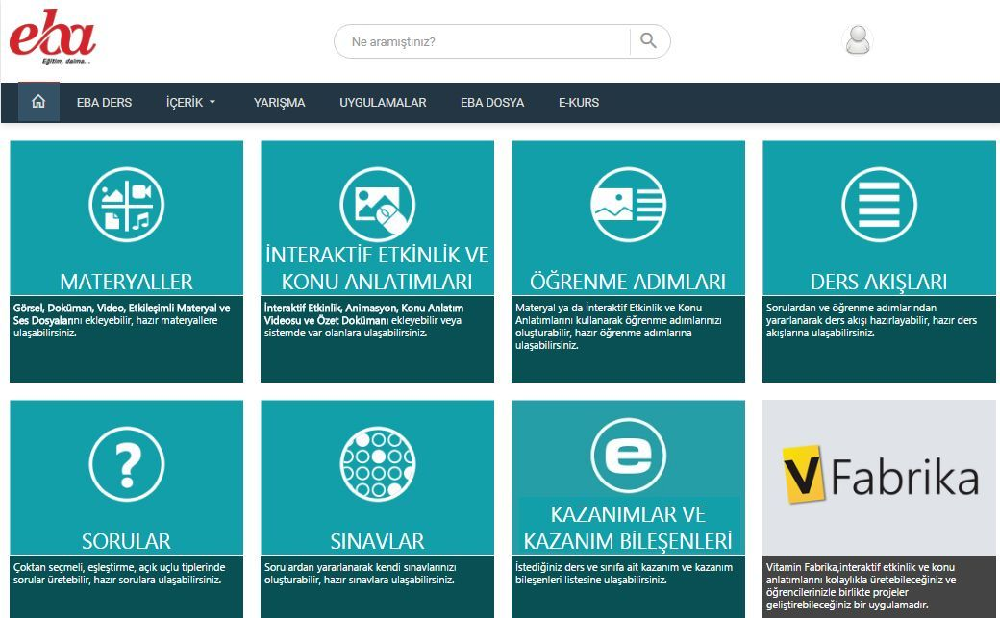 eba
Eğitim, daima...
Ne aramıştınız?
EBA DERS
İÇERİK
YARIŞMA
UYGULAMALAR
EBA DOSYA
E-KURS
MATERYALLER
Görsel, Doküman, Video, Etkileşimli Materyal ve
Ses Dosyalarını ekleyebilir, hazır materyallere
ulaşabilirsiniz.
İNTERAKTİF ETKİNLİK VE
KONU ANLATIMLARI
İnteraktif Etkinlik, Animasyon, Konu Anlatım
Videosu ve Özet Dokümanı ekleyebilir veya
sistemde var olanlara ulaşabilirsiniz.
ÖĞRENME ADIMLARI
Materyal ya da İnteraktif Etkinlik ve Konu
Anlatımlarını kullanarak öğrenme adımlarınızı
oluşturabilir, hazır öğrenme adımlarına
ulaşabilirsiniz.
DERS AKIŞLARI
Sorulardan ve öğrenme adımlarından
yararlanarak ders akışı hazırlayabilir, hazır ders
akışlarına ulaşabilirsiniz.
?
SORULAR
Çoktan seçmeli, eşleştirme, açık uçlu tiplerinde
sorular üretebilir, hazır sorulara ulaşabilirsiniz.
SINAVLAR
Sorulardan yararlanarak kendi sınavlarınızı
oluşturabilir, hazır sınavlara ulaşabilirsiniz.
e
KAZANIMLAR VE
KAZANIM BİLEŞENLERİ
İstediğiniz ders ve sınıfa ait kazanım ve kazanım
bileşenleri listesine ulaşabilirsiniz.
V Fabrika
Vitamin Fabrika,interaktif etkinlik ve konu
anlatımlarını kolaylıkla üretebileceğiniz ve
öğrencilerinizle birlikte projeler
geliştirebileceğiniz bir uygulamadır.